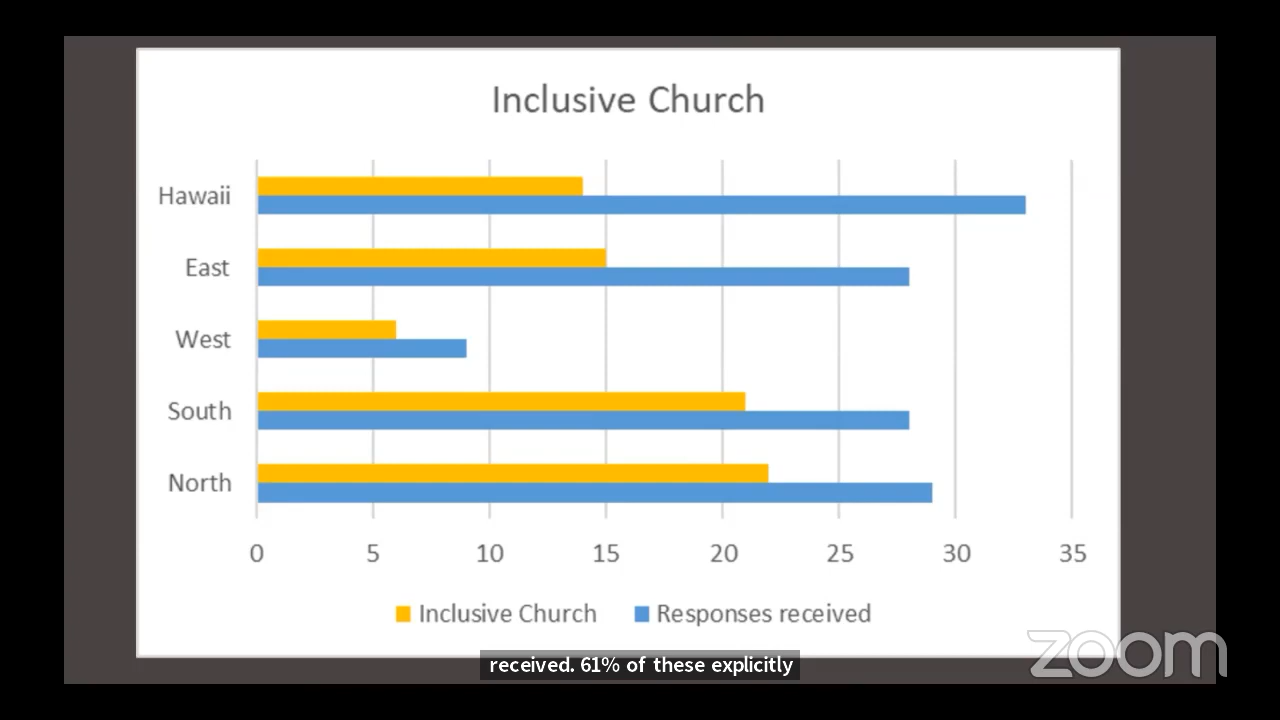 Inclusive Church
Hawaii
East
West
South
North
0 5 10 15 20 25 30 35
Inclusive Church Responses received
received. 61% of these explicitly
zoom